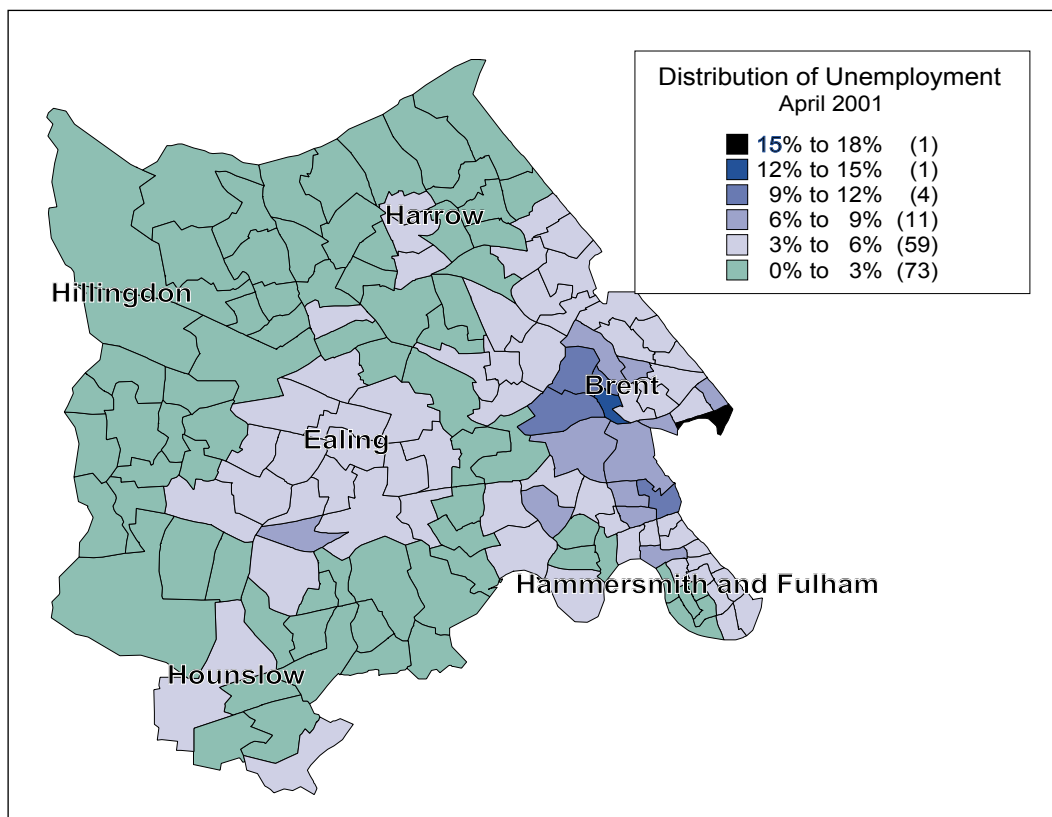 Distribution of Unemployment
April 2001
15% to 18% (1)
12% to 15% (1)
9% to 12% (4)
6% to 9% (11)
3% to 6% (59)
0% to 3% (73)
Harrow
Hillingdon
Brent
Ealing
Hammersmith and Fulham
Hounslow